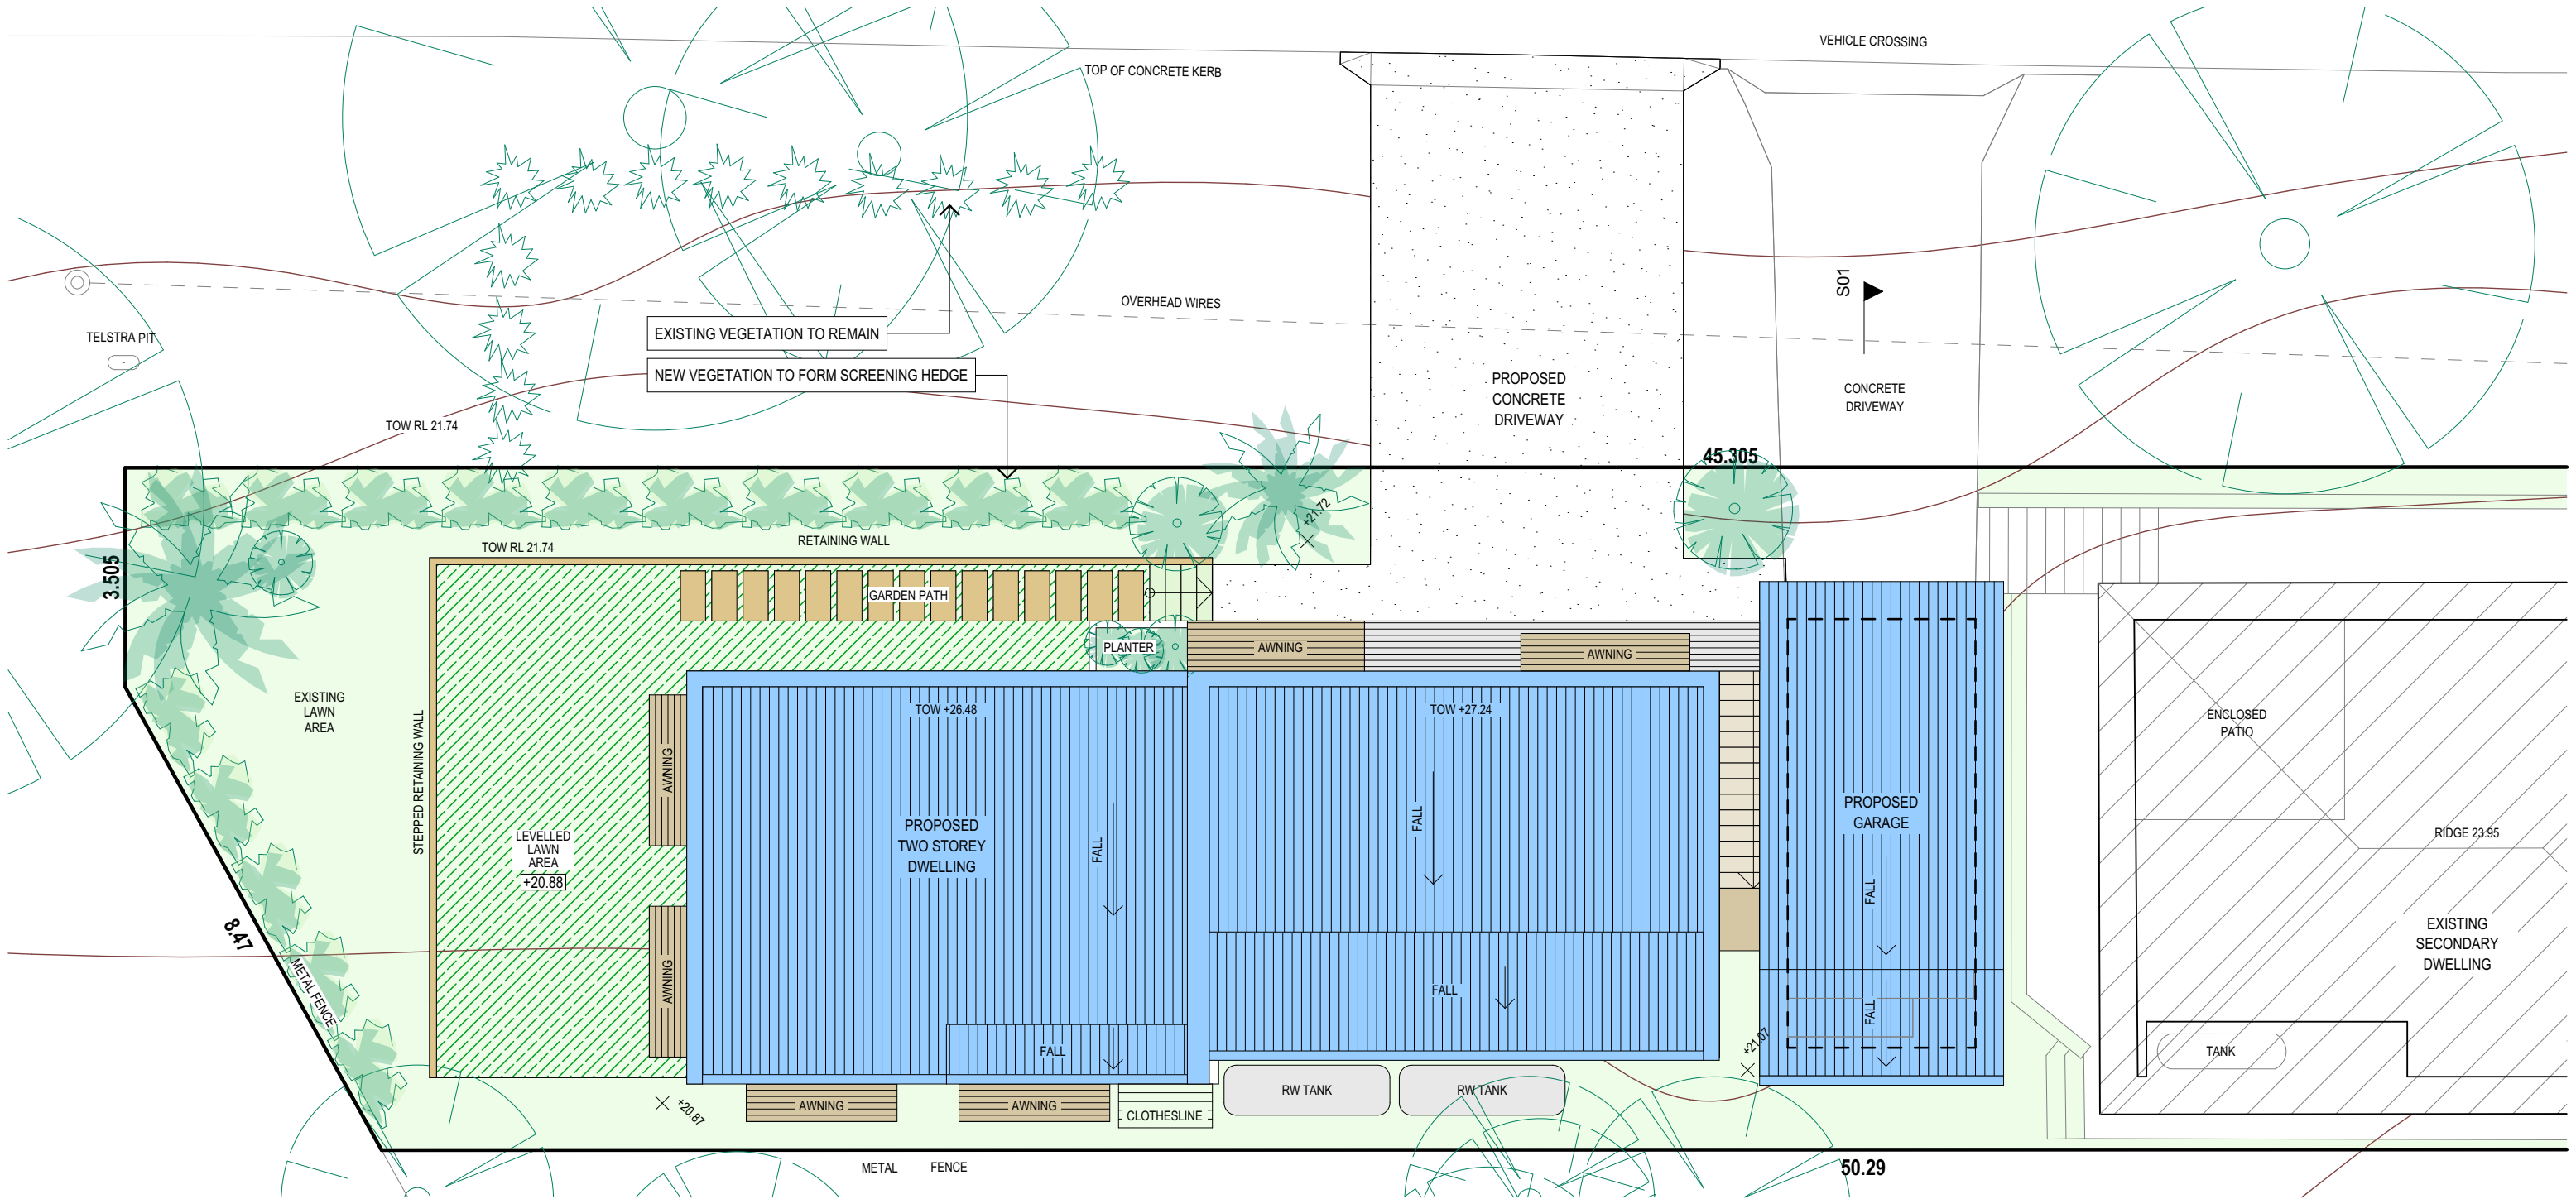 VEHICLE CROSSING
TOP OF CONCRETE KERB
S01
OVERHEAD WIRES
TELSTRA PIT
EXISTING VEGETATION TO REMAIN
NEW VEGETATION TO FORM SCREENING HEDGE
PROPOSED
CONCRETE
DRIVEWAY
CONCRETE
DRIVEWAY
TOW RL 21.74
45.305
+21.72
3.505
TOW RL 21.74
RETAINING WALL
GARDEN PATH
PLANTER
AWNING
AWNING
EXISTING
LAWN
AREA
STEPPED RETAINING WALL
AWNING
TOW +26.48
TOW +27.24
ENCLOSED
PATIO
PROPOSED
TWO STOREY
DWELLING
FALL
FALL
PROPOSED
GARAGE
RIDGE 23.95
LEVELLED
LAWN
AREA
+20.88
FALL
8.47
METAL FENCE
AWNING
FALL
FALL
EXISTING
SECONDARY
DWELLING
FALL
+21.07
TANK
RW TANK
RW TANK
AWNING
AWNING
CLOTHESLINE
+20.87
METAL FENCE
50.29